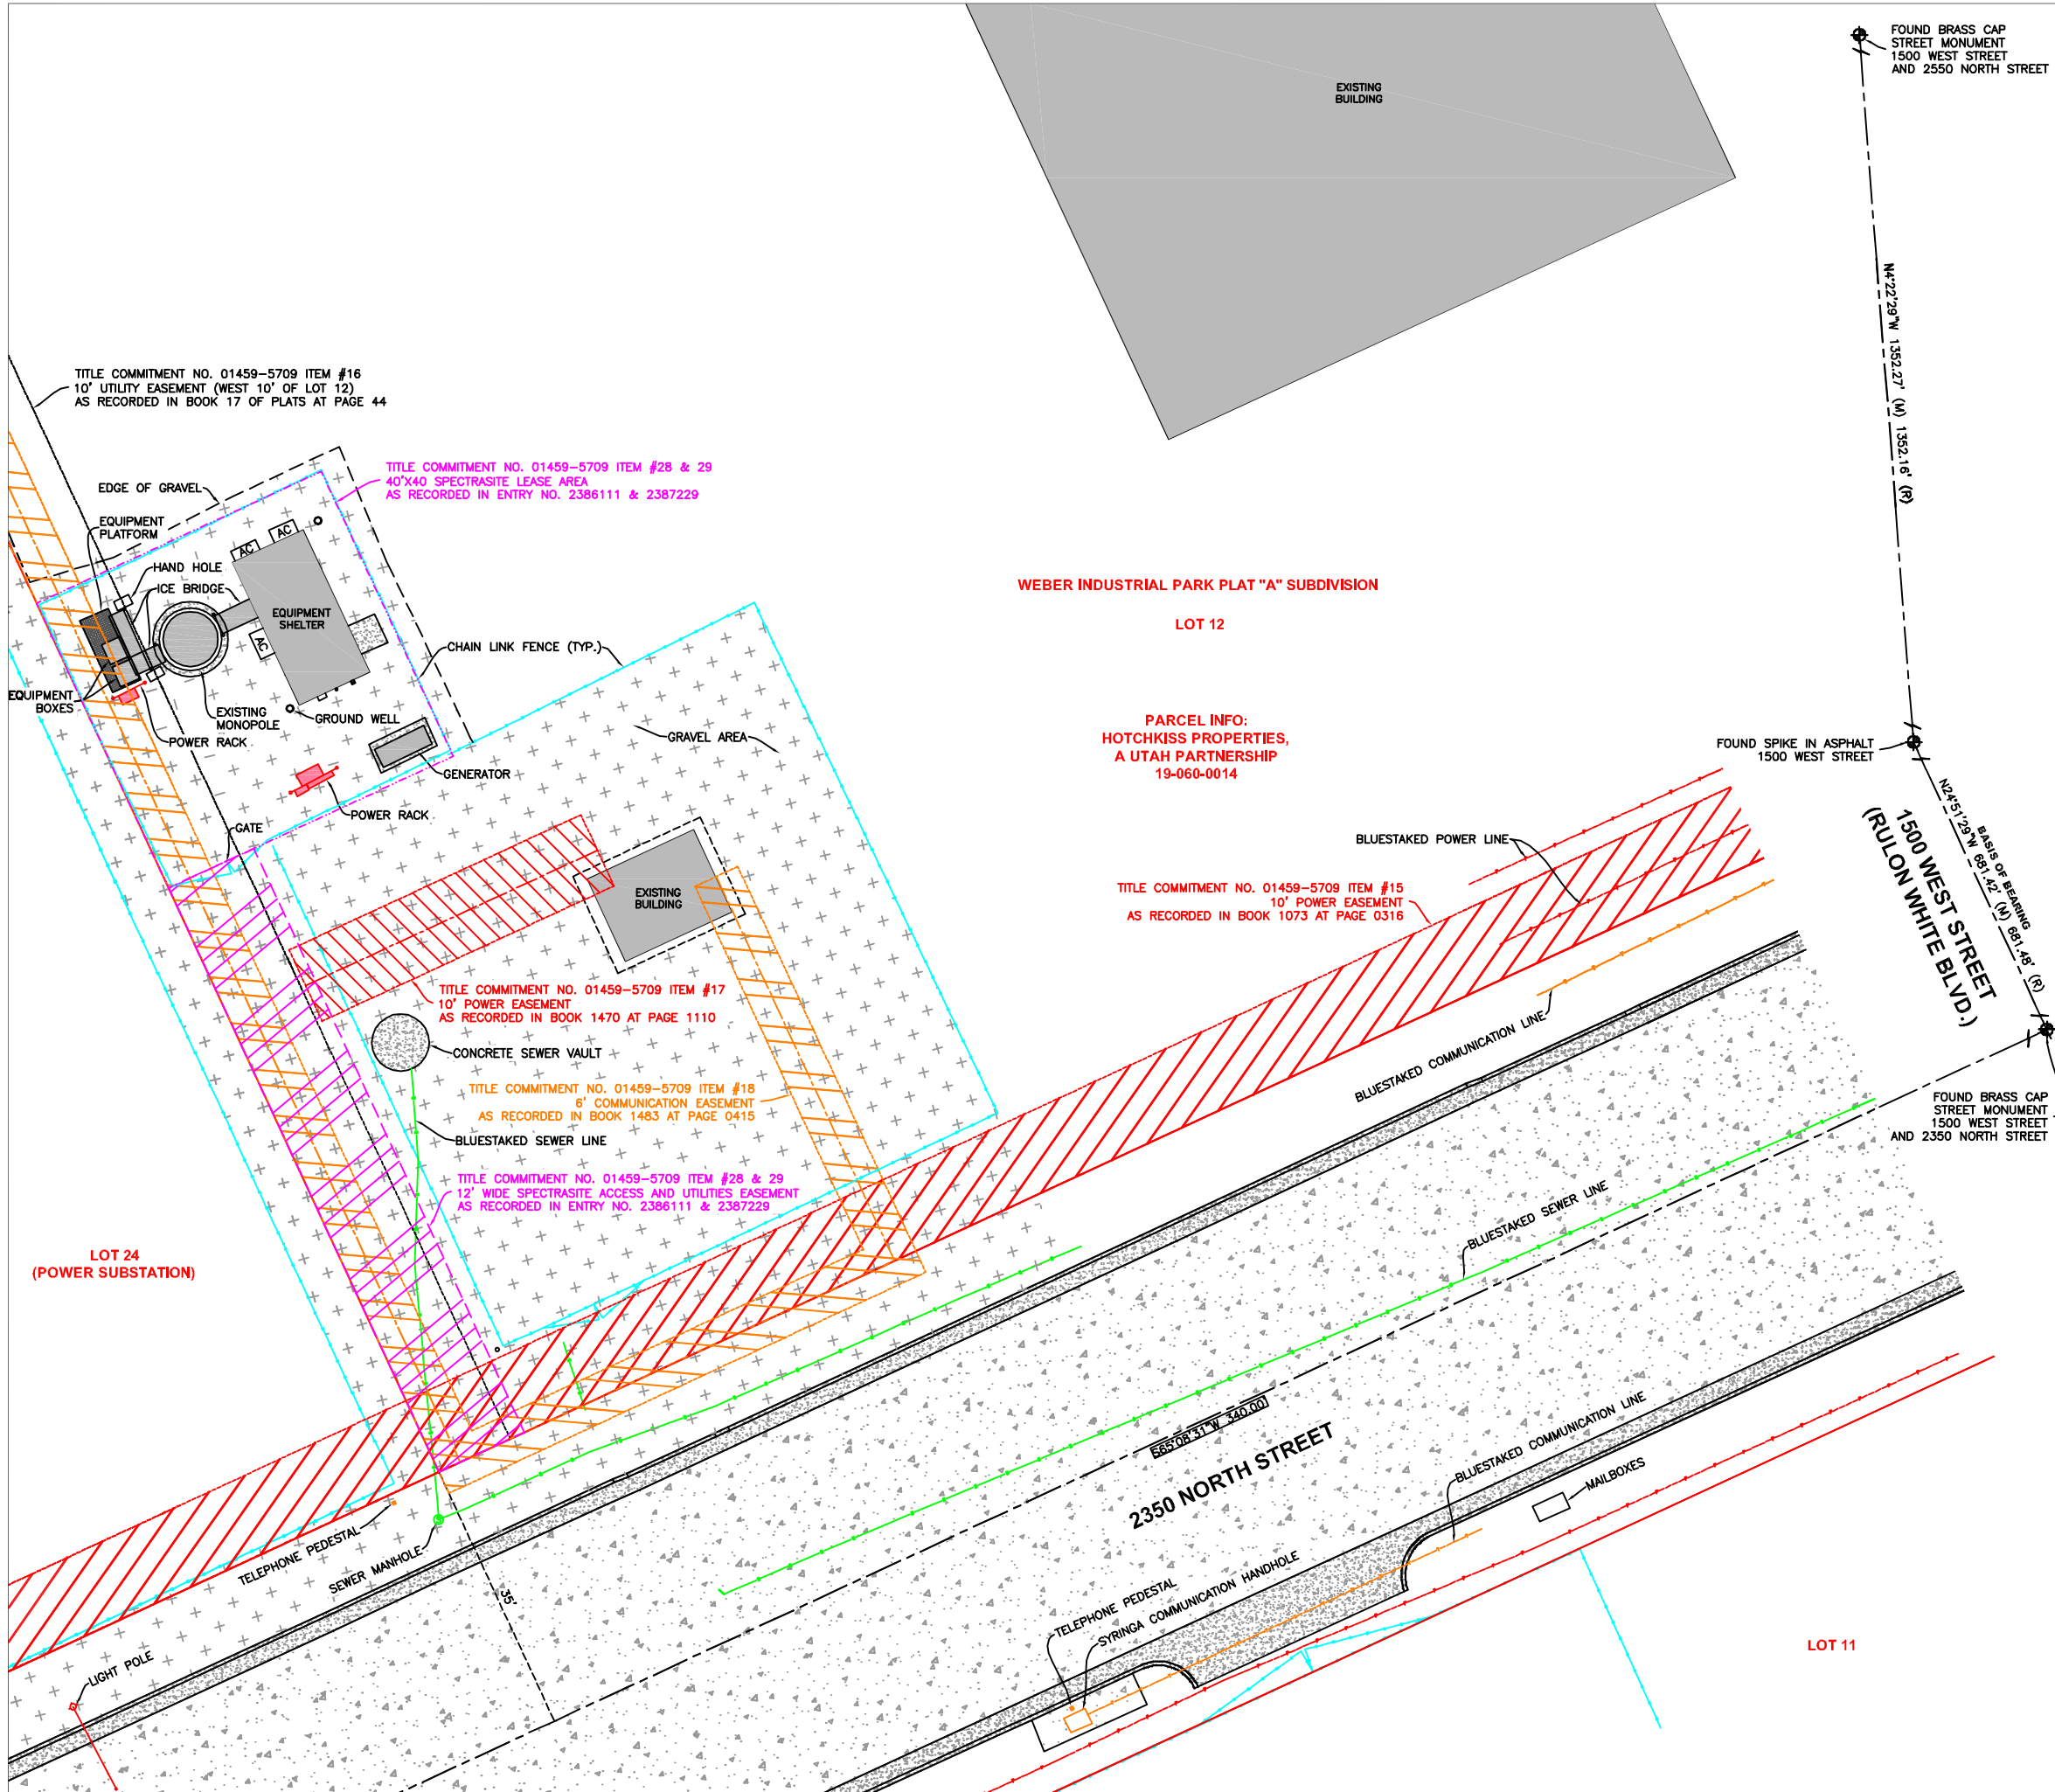 FOUND BRASS CAP
STREET MONUMENT
1500 WEST STREET
AND 2550 NORTH STREET
EXISTING
BUILDING
N4°22'29"W 1352.27' (M) 1352.16' (R)
TITLE COMMITMENT NO. 01459-5709 ITEM #16
10' UTILITY EASEMENT (WEST 10' OF LOT 12)
AS RECORDED IN BOOK 17 OF PLATS AT PAGE 44
TITLE COMMITMENT NO. 01459-5709 ITEM #28 & 29
40'X40 SPECTRASITE LEASE AREA
AS RECORDED IN ENTRY NO. 2386111 & 2387229
EDGE OF GRAVEL
EQUIPMENT
PLATFORM
AC
AC
HAND HOLE
ICE BRIDGE
EQUIPMENT
SHELTER
AC
CHAIN LINK FENCE (TYP.)
EQUIPMENT
BOXES
EXISTING
MONOPOLE
GROUND WELL
POWER RACK
GRAVEL AREA
GENERATOR
POWER RACK
GATE
WEBER INDUSTRIAL PARK PLAT "A" SUBDIVISION
LOT 12
PARCEL INFO:
HOTCHKISS PROPERTIES,
A UTAH PARTNERSHIP
19-060-0014
FOUND SPIKE IN ASPHALT
1500 WEST STREET
BASIS OF BEARING
N24°51'29"W 681.42' (M) 681.48' (R)
1500 WEST STREET
(RULON WHITE BLVD.)
BLUESTAKED POWER LINE
TITLE COMMITMENT NO. 01459-5709 ITEM #15
10' POWER EASEMENT
AS RECORDED IN BOOK 1073 AT PAGE 0316
EXISTING
BUILDING
TITLE COMMITMENT NO. 01459-5709 ITEM #17
10' POWER EASEMENT
AS RECORDED IN BOOK 1470 AT PAGE 1110
CONCRETE SEWER VAULT
BLUESTAKED COMMUNICATION LINE
TITLE COMMITMENT NO. 01459-5709 ITEM #18
6' COMMUNICATION EASEMENT
AS RECORDED IN BOOK 1483 AT PAGE 0415
FOUND BRASS CAP
STREET MONUMENT
1500 WEST STREET
AND 2350 NORTH STREET
BLUESTAKED SEWER LINE
TITLE COMMITMENT NO. 01459-5709 ITEM #28 & 29
12' WIDE SPECTRASITE ACCESS AND UTILITIES EASEMENT
AS RECORDED IN ENTRY NO. 2386111 & 2387229
BLUESTAKED SEWER LINE
LOT 24
(POWER SUBSTATION)
S65°08'31"W 340.00
2350 NORTH STREET
BLUESTAKED COMMUNICATION LINE
MAILBOXES
TELEPHONE PEDESTAL
SEWER MANHOLE
35'
TELEPHONE PEDESTAL
SYRINGA COMMUNICATION HANDHOLE
LIGHT POLE
LOT 11